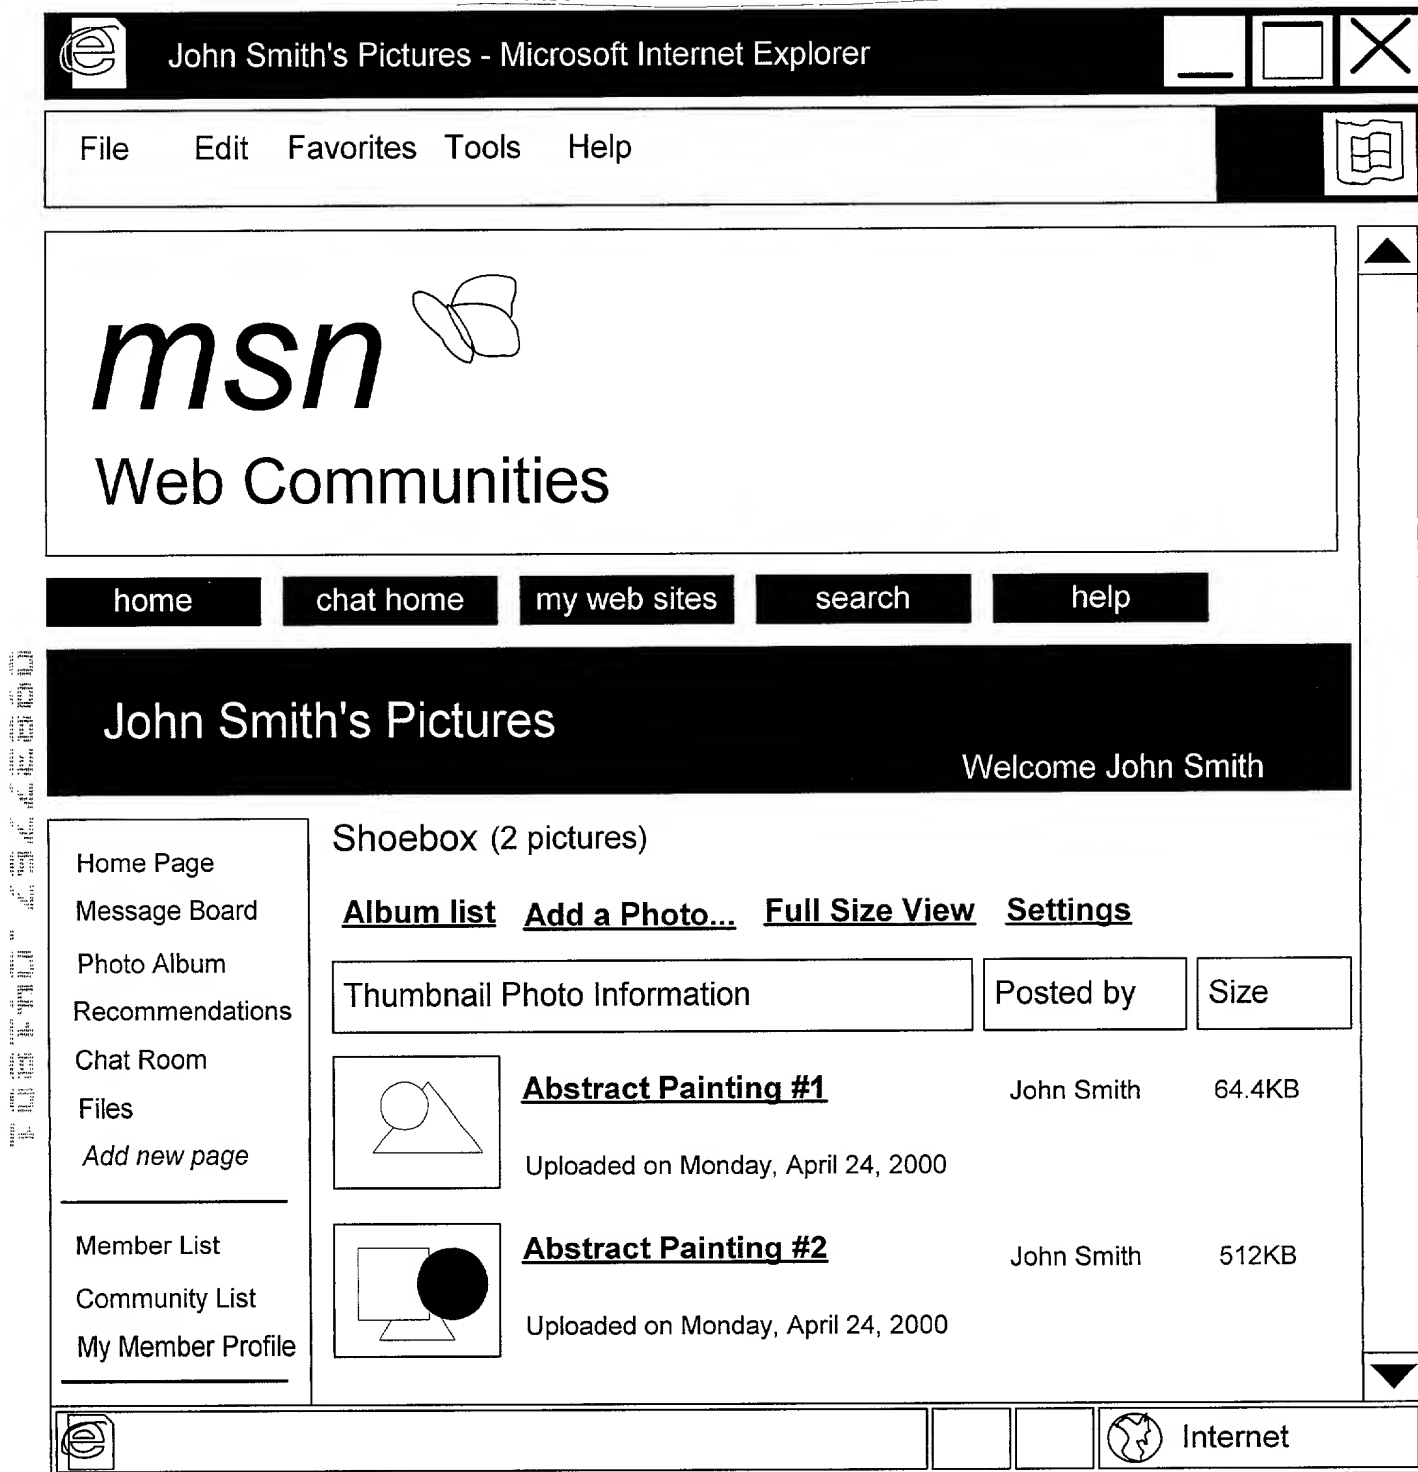 John Smith's Pictures - Microsoft Internet Explorer
File Edit Favorites Tools Help
msn
Web Communities
home chat home my web sites search help
John Smith's Pictures
Welcome John Smith
Home Page
Message Board
Photo Album
Recommendations
Chat Room
Files
Add new page
Member List
Community List
My Member Profile
Shoebox (2 pictures)
Album list Add a Photo... Full Size View Settings
Thumbnail Photo Information Posted by Size
Abstract Painting #1 John Smith 64.4KB
Uploaded on Monday, April 24, 2000
Abstract Painting #2 John Smith 512KB
Uploaded on Monday, April 24, 2000
Internet